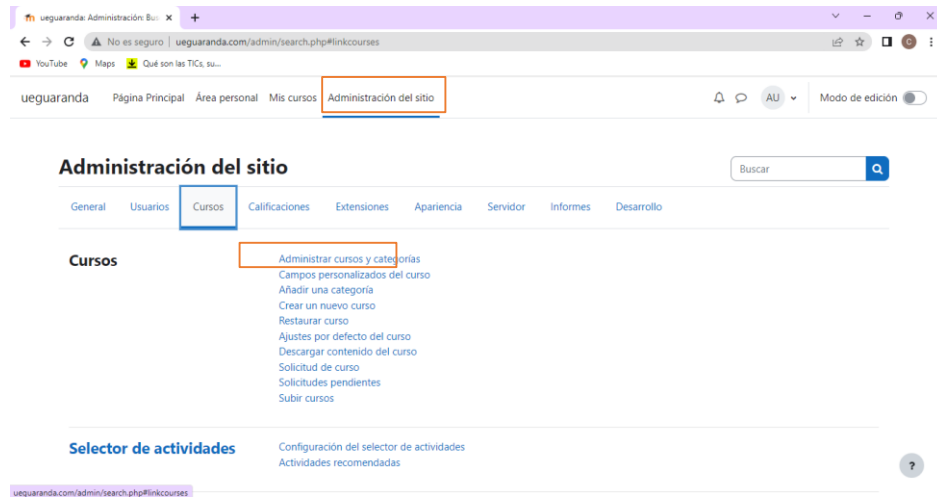 ueguaranda: Administración: Bus
No es seguro ueguaranda.com/admin/search.php#linkcourses
YouTube Maps Qué son las TICs, su...
ueguaranda Página Principal Área personal Mis cursos Administración del sitio AU Modo de edición
Administración del sitio
Buscar
General Usuarios Cursos Calificaciones Extensiones Apariencia Servidor Informes Desarrollo
Cursos
Administrar cursos y categorías
Campos personalizados del curso
Añadir una categoría
Crear un nuevo curso
Restaurar curso
Ajustes por defecto del curso
Descargar contenido del curso
Solicitud de curso
Solicitudes pendientes
Subir cursos
Selector de actividades
Configuración del selector de actividades
Actividades recomendadas
?
ueguaranda.com/admin/search.php#linkcourses